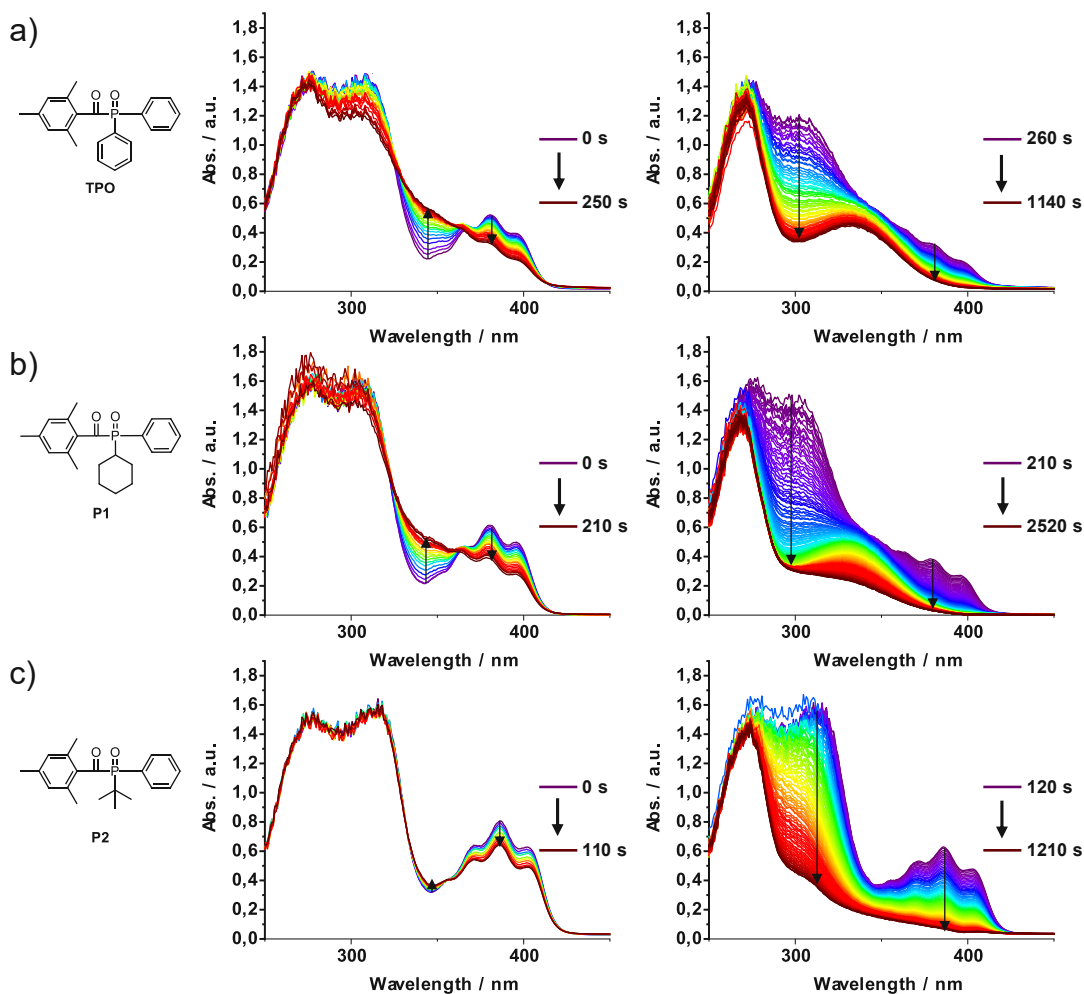 a)
O O
P
TPO
Abs. / a.u.
1,8
1,6
1,4
1,2
1,0
0,8
0,6
0,4
0,2
0,0
300 400
Wavelength / nm
0 s
250 s
Abs. / a.u.
1,8
1,6
1,4
1,2
1,0
0,8
0,6
0,4
0,2
0,0
300 400
Wavelength / nm
260 s
1140 s
b)
O O
P
P1
Abs. / a.u.
1,8
1,6
1,4
1,2
1,0
0,8
0,6
0,4
0,2
0,0
300 400
Wavelength / nm
0 s
210 s
Abs. / a.u.
1,8
1,6
1,4
1,2
1,0
0,8
0,6
0,4
0,2
0,0
300 400
Wavelength / nm
210 s
2520 s
c)
O O
P
P2
Abs. / a.u.
1,8
1,6
1,4
1,2
1,0
0,8
0,6
0,4
0,2
0,0
300 400
Wavelength / nm
0 s
110 s
Abs. / a.u.
1,8
1,6
1,4
1,2
1,0
0,8
0,6
0,4
0,2
0,0
300 400
Wavelength / nm
120 s
1210 s